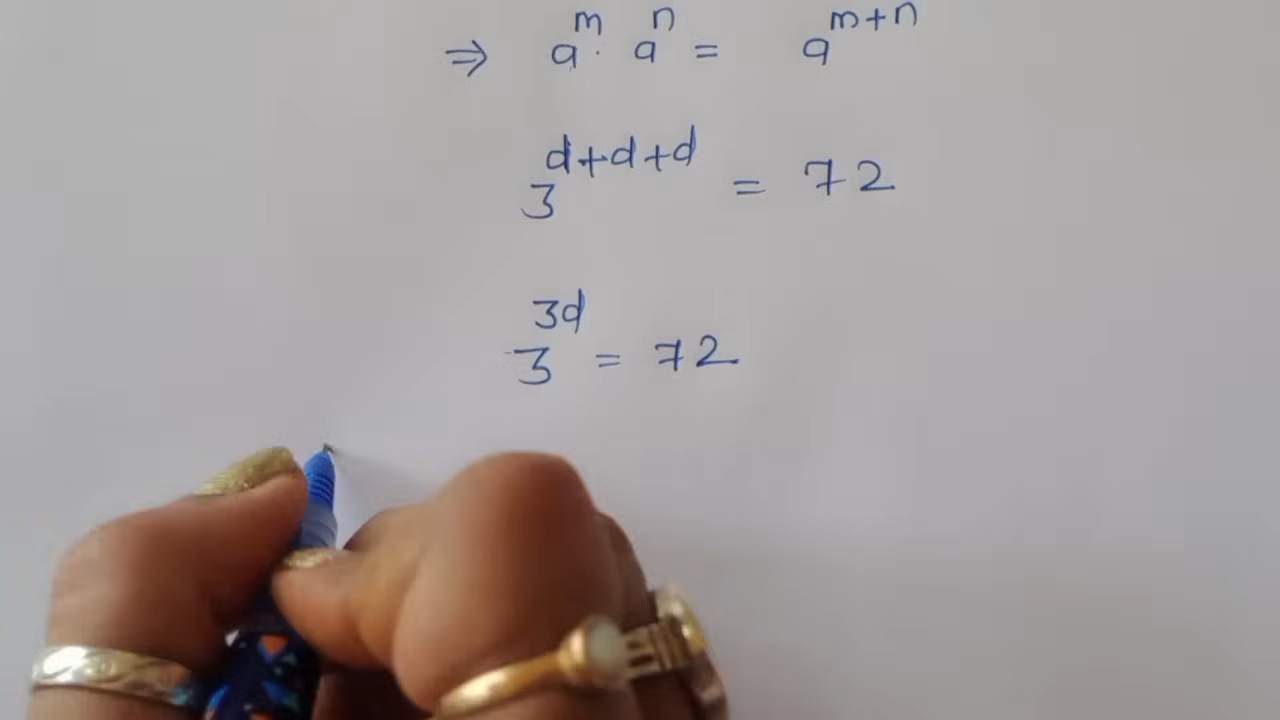 ⇒ a^m · a^n = a^(m+n)
3^(d+d+d) = 72
3^(3d) = 72